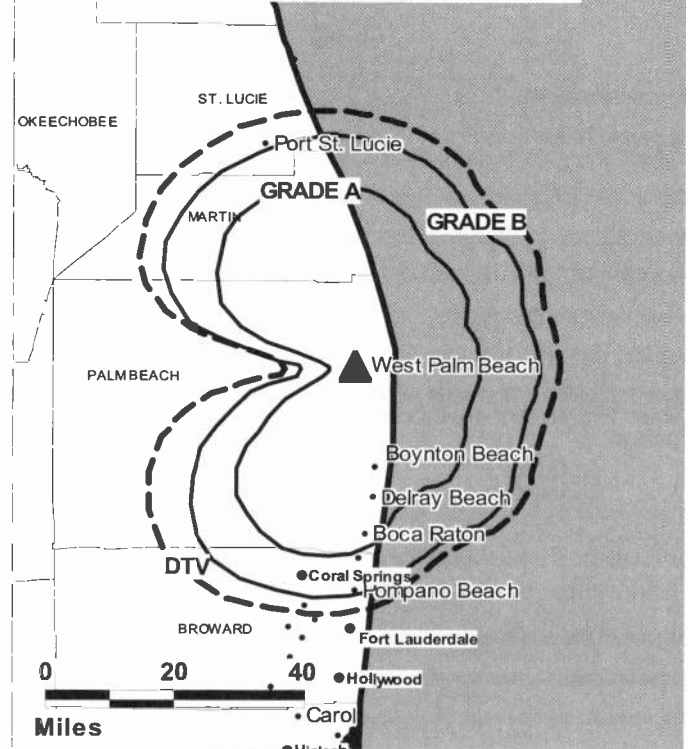 ST. LUCIE
OKEECHOBEE
Port St. Lucie
GRADE A
MARTIN
GRADE B
West Palm Beach
PALM BEACH
Boynton Beach
Delray Beach
Boca Raton
DTV
Coral Springs
Pompano Beach
BROWARD
Fort Lauderdale
0 20 40
Hollywood
Miles
Carol